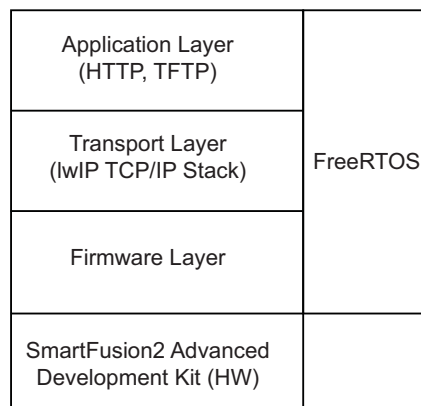 Application Layer
(HTTP, TFTP)
Transport Layer
(lwIP TCP/IP Stack)
FreeRTOS
Firmware Layer
SmartFusion2 Advanced
Development Kit (HW)